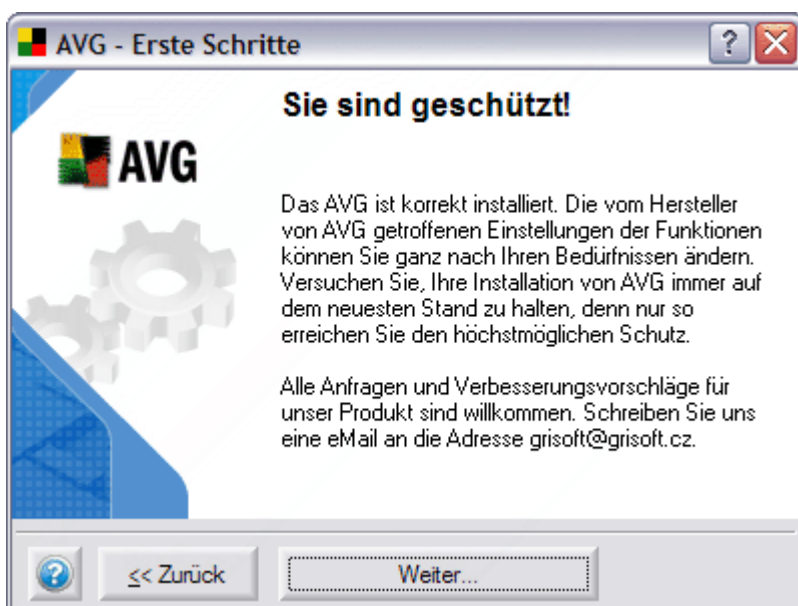 AVG - Erste Schritte
?
Sie sind geschützt!
AVG
Das AVG ist korrekt installiert. Die vom Hersteller
von AVG getroffenen Einstellungen der Funktionen
können Sie ganz nach Ihren Bedürfnissen ändern.
Versuchen Sie, Ihre Installation von AVG immer auf
dem neuesten Stand zu halten, denn nur so
erreichen Sie den höchstmöglichen Schutz.
Alle Anfragen und Verbesserungsvorschläge für
unser Produkt sind willkommen. Schreiben Sie uns
eine eMail an die Adresse grisoft@grisoft.cz.
?
<< Zurück
Weiter...